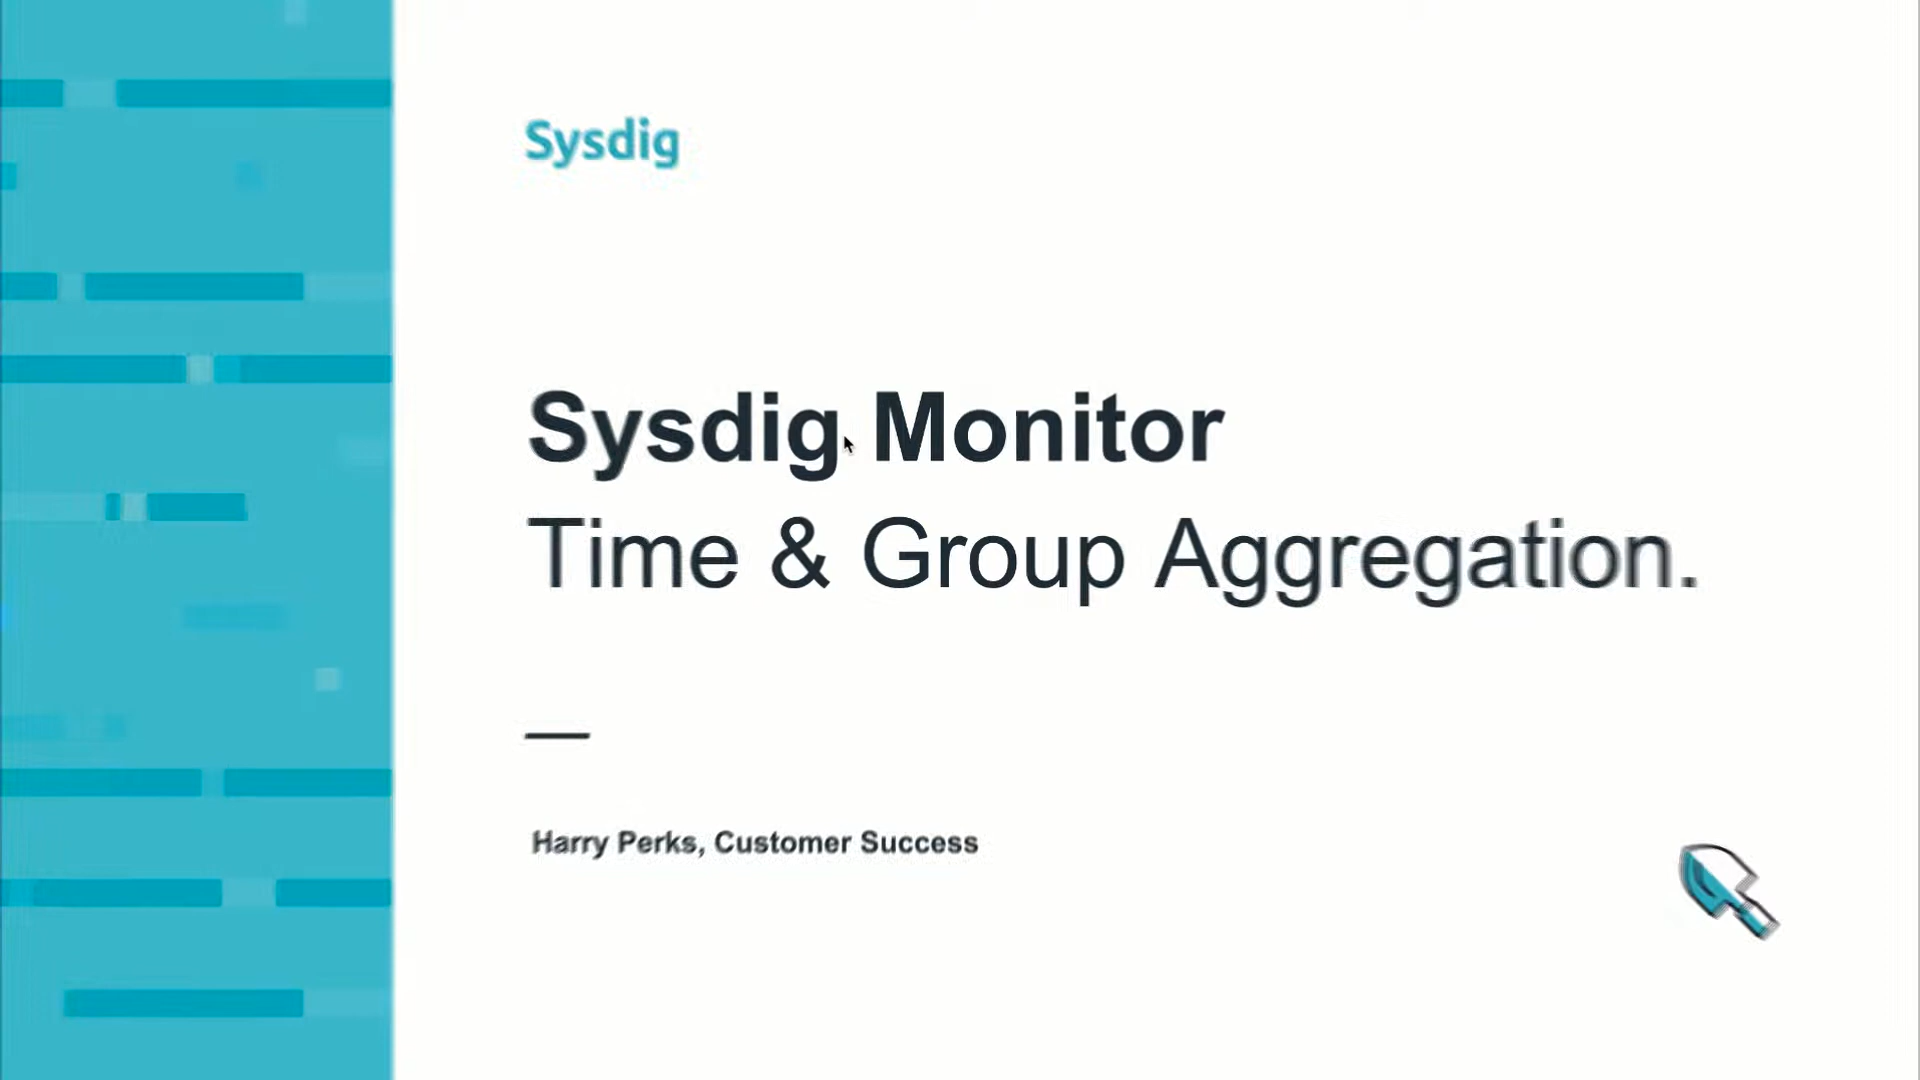 Sysdig
Sysdig Monitor
Time & Group Aggregation.
Harry Perks, Customer Success